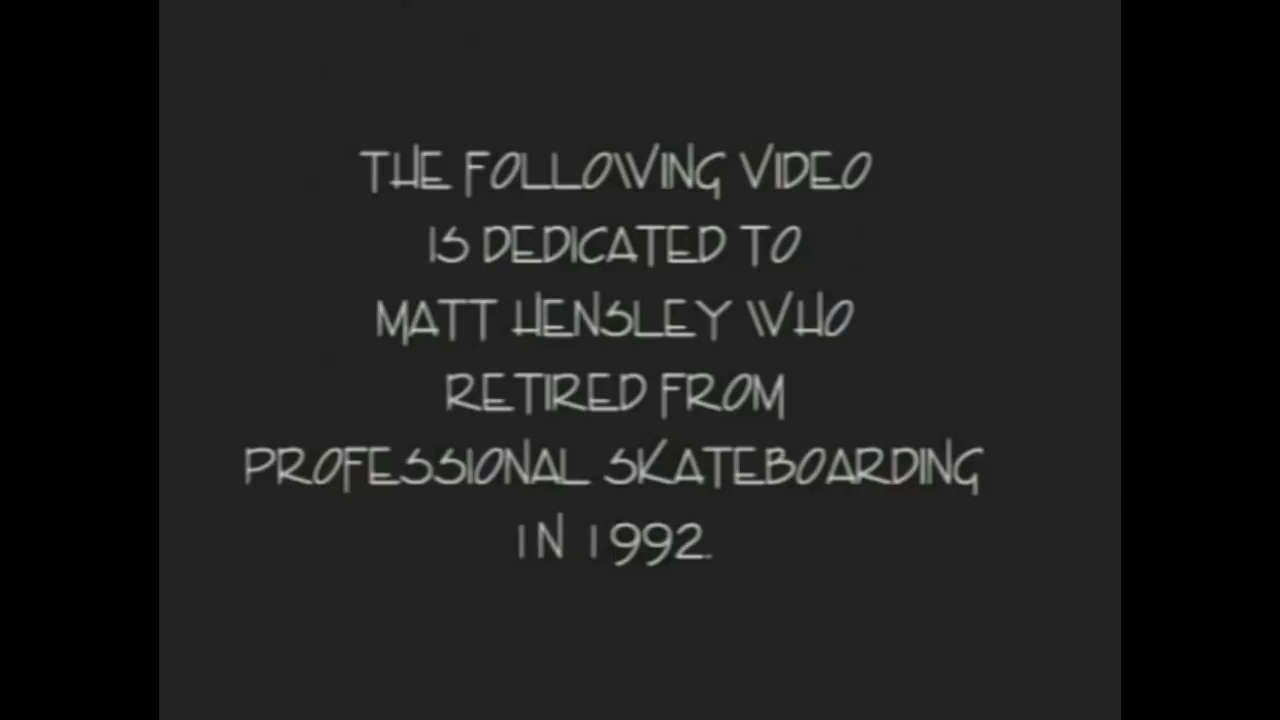 THE FOLLOWING VIDEO
IS DEDICATED TO
MATT HENSLEY WHO
RETIRED FROM
PROFESSIONAL SKATEBOARDING
IN 1992.